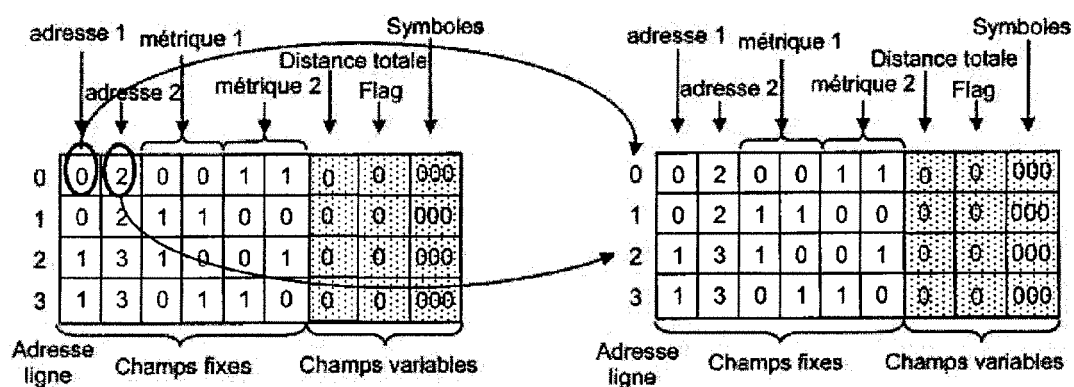 Symboles
adresse 1 métrique 1
Distance totale
adresse 2 métrique 2 Flag
0 0 2 0 0 1 1 0 0 000
1 0 2 1 1 0 0 0 0 000
2 1 3 1 0 0 1 0 0 000
3 1 3 0 1 1 0 0 0 000
Adresse ligne
Champs fixes Champs variables
Symboles
adresse 1 métrique 1
Distance totale
adresse 2 métrique 2 Flag
0 0 2 0 0 1 1 0 0 000
1 0 2 1 1 0 0 0 0 000
2 1 3 1 0 0 1 0 0 000
3 1 3 0 1 1 0 0 0 000
Adresse ligne
Champs fixes Champs variables